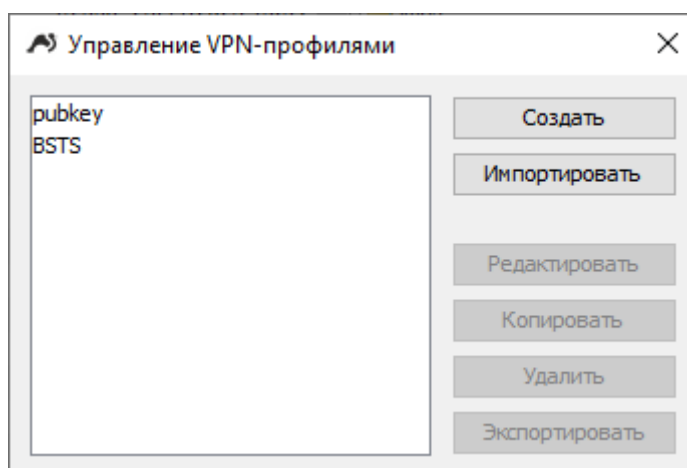 Управление VPN-профилями
pubkey
BSTS
Создать
Импортировать
Редактировать
Копировать
Удалить
Экспортировать